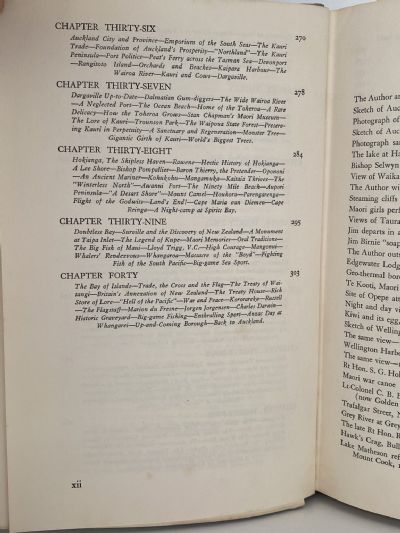 CHAPTER THIRTY-SIX 270
Auckland City and Province—Emporium of the South Seas—The Kauri
Trade—Foundation of Auckland's Prosperity—"Northland"—The Kauri
Peninsula—Fort Politics—Peat's Ferry across the Tasman Sea—Devonport
—Rangitoto Island—Orchards and Beaches—Kaipara Harbour—The
Wairoa River—Kauri and Cows—Dargaville.
CHAPTER THIRTY-SEVEN 278
Dargaville Up-to-Date—Dalmatian Gum-diggers—The Wide Wairoa River
—A Neglected Port—The Ocean Beach—Home of the Toheroa—A Rare
Delicacy—How the Toheroa Grows—Stan Chapman's Maori Museum—
The Lore of Kauri—Trounson Park—The Waipoua State Forest—Preserv-
ing Kauri in Perpetuity—A Sanctuary and Regeneration—Monster Tree—
Gigantic Girth of Kauri—World's Biggest Trees.
CHAPTER THIRTY-EIGHT 284
Hokianga, The Shipless Haven—Rawene—Hectic History of Hokianga—
A Lee Shore—Bishop Pompallier—Baron Thierry, the Pretender—Opononi
—An Ancient Mariner—Kohukohu—Mangamuka—Kaitaia Thieves—The
"Winterless North"—Awanui Port—The Ninety Mile Beach—Aupori
Peninsula—"A Desert Shore"—Mount Camel—Houhora—Parengarenga—
Flight of the Godwits—Land's End!—Cape Maria van Diemen—Cape
Reinga—A Night-camp at Spirits Bay.
CHAPTER THIRTY-NINE 295
Doubtless Bay—Surville and the Discovery of New Zealand—A Monument
at Taipa Inlet—The Legend of Kupe—Maori Memories—Oral Traditions—
The Big Fish of Maui—Lloyd Trigg, V.C.—High Courage—Mangonui—
Whalers' Rendezvous—Whangaroa—Massacre of the "Boyd"—Fighting
Fish of the South Pacific—Big-game Sea Sport.
CHAPTER FORTY 303
The Bay of Islands—Trade, the Cross and the Flag—The Treaty of Wai-
tangi—Britain's Annexation of New Zealand—The Treaty House—Rich
Store of Lore—"Hell of the Pacific"—War and Peace—Kororareka—Russell
—The Flagstaff—Marion du Fresne—Jorgen Jorgensen—Charles Darwin—
Historic Graveyard—Big-game Fishing—Enthralling Sport—Anzac Day at
Whangarei—Up-and-Coming Borough—Back to Auckland.
xii
The Author a
Sketch of Auc
Photograph of
Sketch of Auc
Photograph sa
The lake at Ha
Bishop Selwyn
View of Waika
The Author wi
Steaming cliffs
Maori girls perf
Views of Taura
Jim departs in a
Jim Birnie "soap
The Author outs
Edgewater Lodg
Geo-thermal bor
Te Kooti, Maori
Site of Opepe att
Night and day vi
Kiwi and its egg
Sketch of Welling
The same view—
Wellington Harbo
The same view—t
Rt Hon. S. G. Hol
Maori war canoe
Lt-Colonel C. B. B
(now Golden
Trafalgar Street, N
Grey River at Grey
The late Rt Hon. R
Hawk's Crag, Bull
Lake Matheson ref
Mount Cook, 1